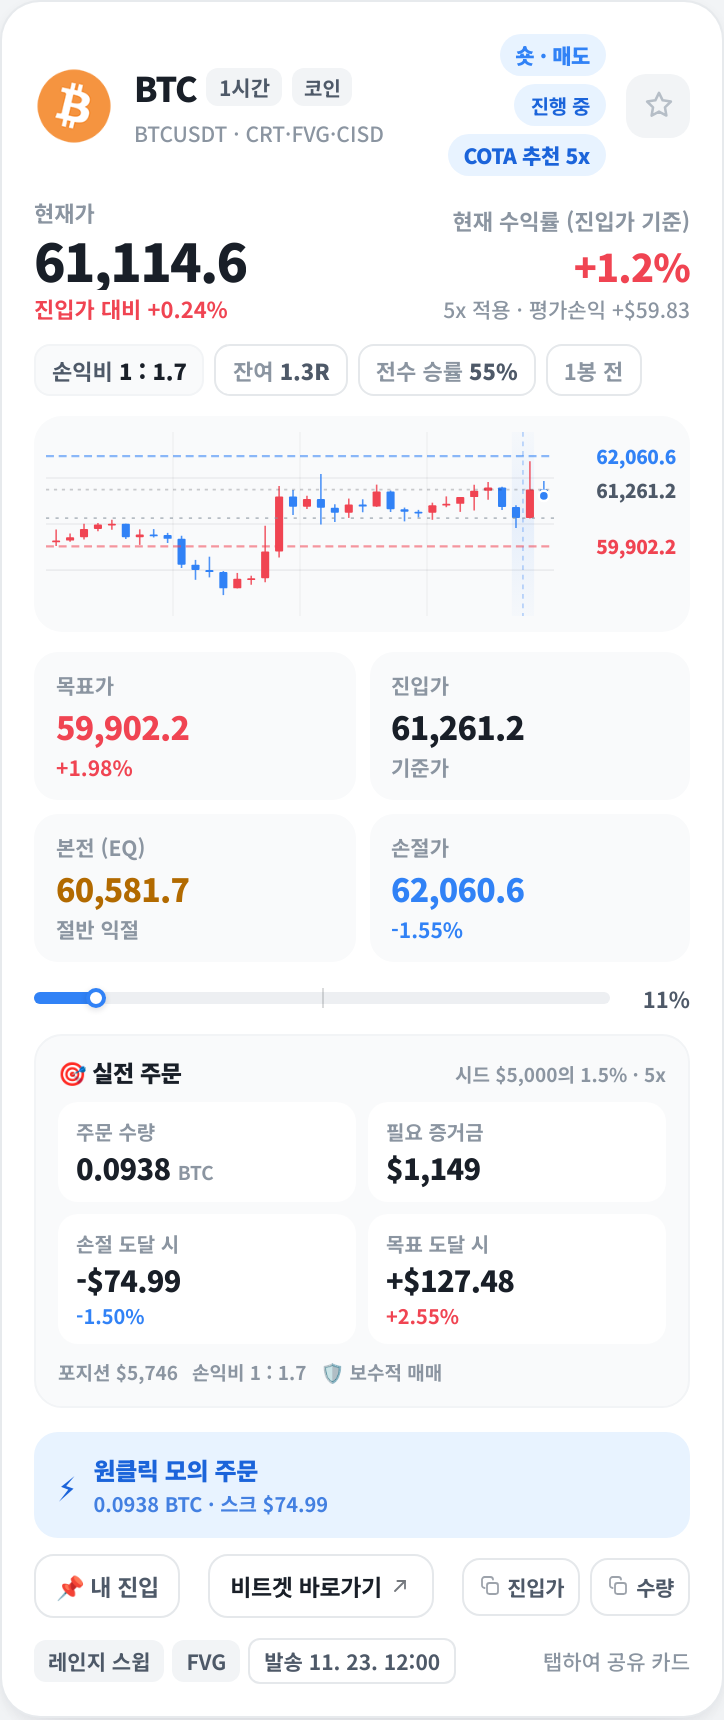 BTC 1시간 코인
BTCUSDT · CRT·FVG·CISD
숏 · 매도
진행 중
COTA 추천 5x
현재가
61,114.6
진입가 대비 +0.24%
현재 수익률 (진입가 기준)
+1.2%
5x 적용 · 평가손익 +$59.83
손익비 1 : 1.7 잔여 1.3R 전수 승률 55% 1봉 전
62,060.6
61,261.2
59,902.2
목표가
59,902.2
+1.98%
진입가
61,261.2
기준가
본전 (EQ)
60,581.7
절반 익절
손절가
62,060.6
-1.55%
11%
🎯 실전 주문 시드 $5,000의 1.5% · 5x
주문 수량
0.0938 BTC
필요 증거금
$1,149
손절 도달 시
-$74.99
-1.50%
목표 도달 시
+$127.48
+2.55%
포지션 $5,746 손익비 1 : 1.7 🛡️ 보수적 매매
⚡ 원클릭 모의 주문
0.0938 BTC · 스크 $74.99
📌 내 진입 비트겟 바로가기 ↗ 진입가 수량
레인지 스윕 FVG 발송 11. 23. 12:00 탭하여 공유 카드